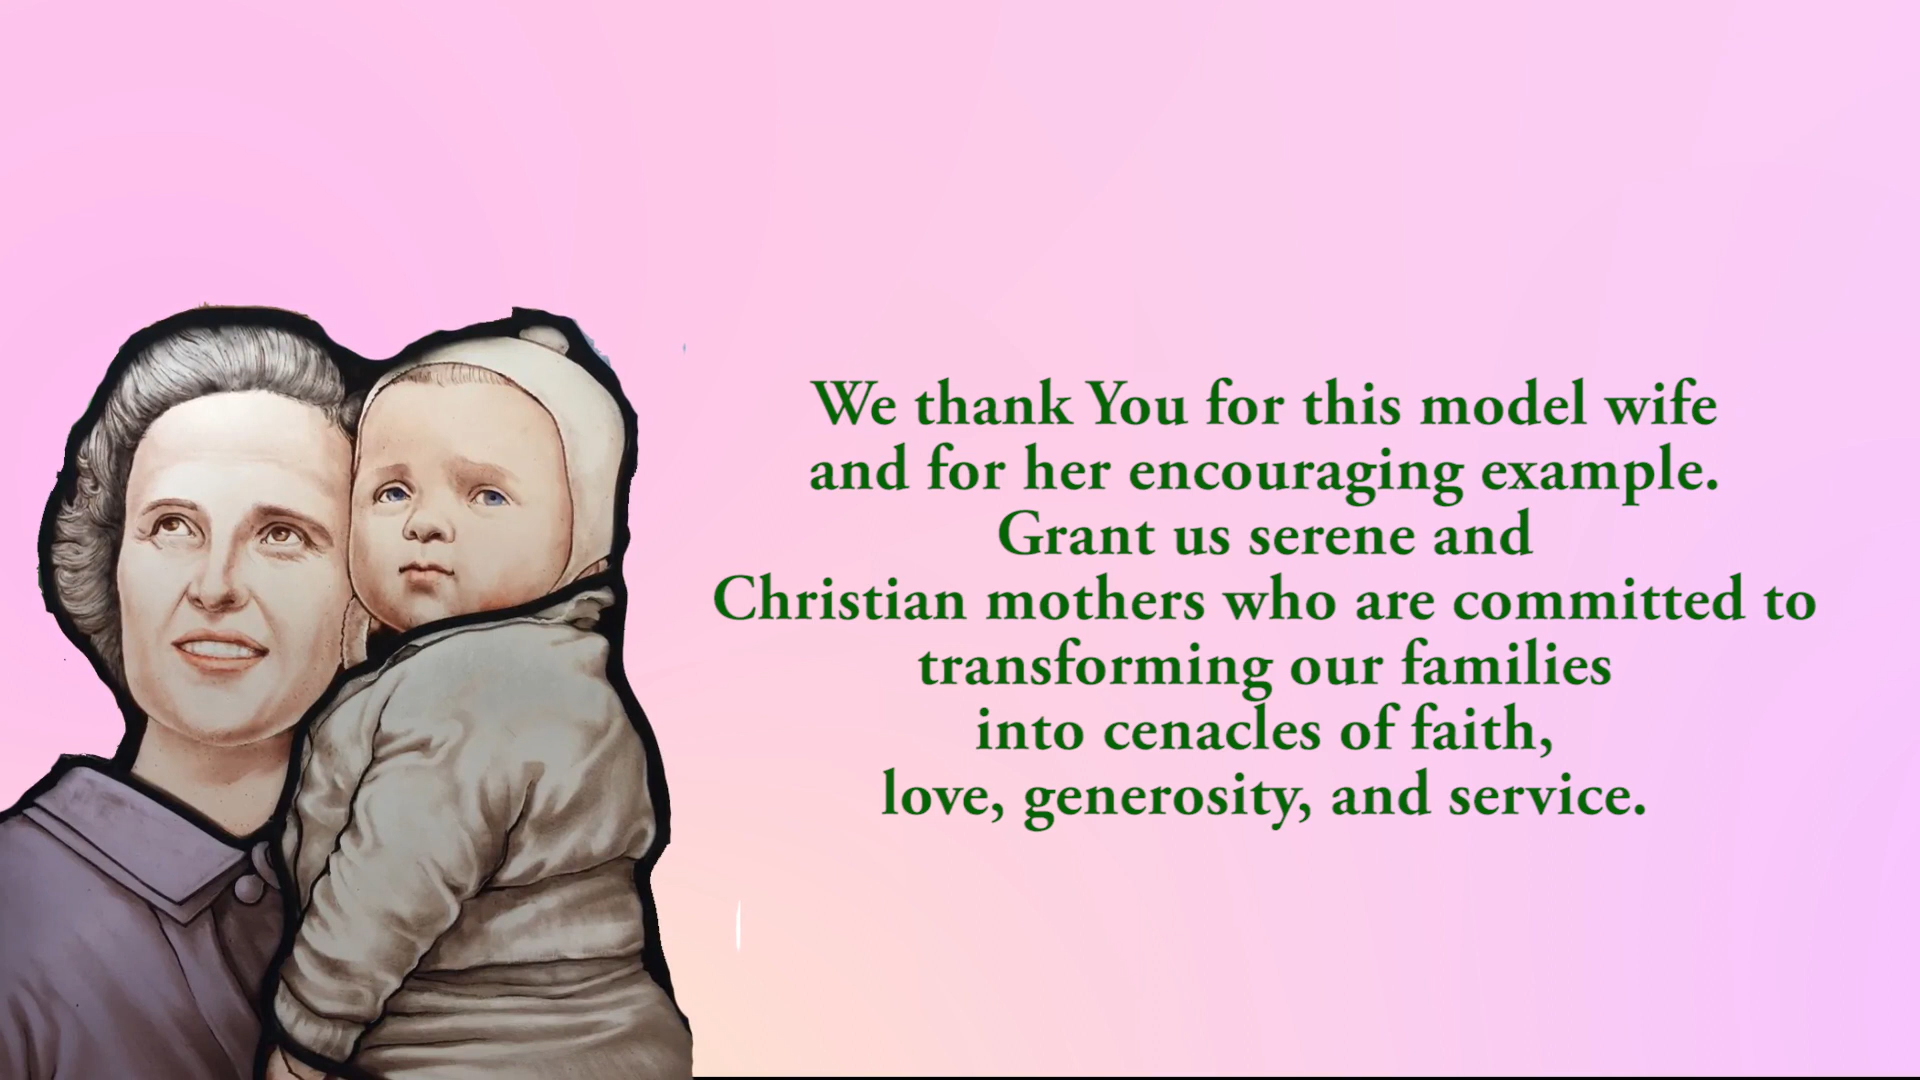 We thank You for this model wife
and for her encouraging example.
Grant us serene and
Christian mothers who are committed to
transforming our families
into cenacles of faith,
love, generosity, and service.